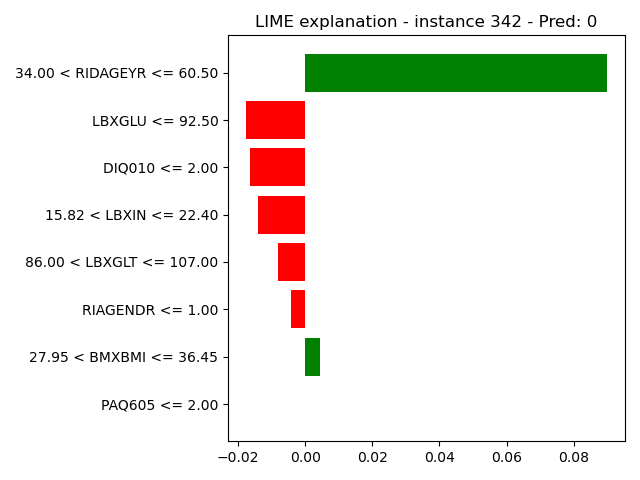 LIME explanation - instance 342 - Pred: 0
34.00 < RIDAGEYR <= 60.50
LBXGLU <= 92.50
DIQ010 <= 2.00
15.82 < LBXIN <= 22.40
86.00 < LBXGLT <= 107.00
RIAGENDR <= 1.00
27.95 < BMXBMI <= 36.45
PAQ605 <= 2.00
−0.02 0.00 0.02 0.04 0.06 0.08